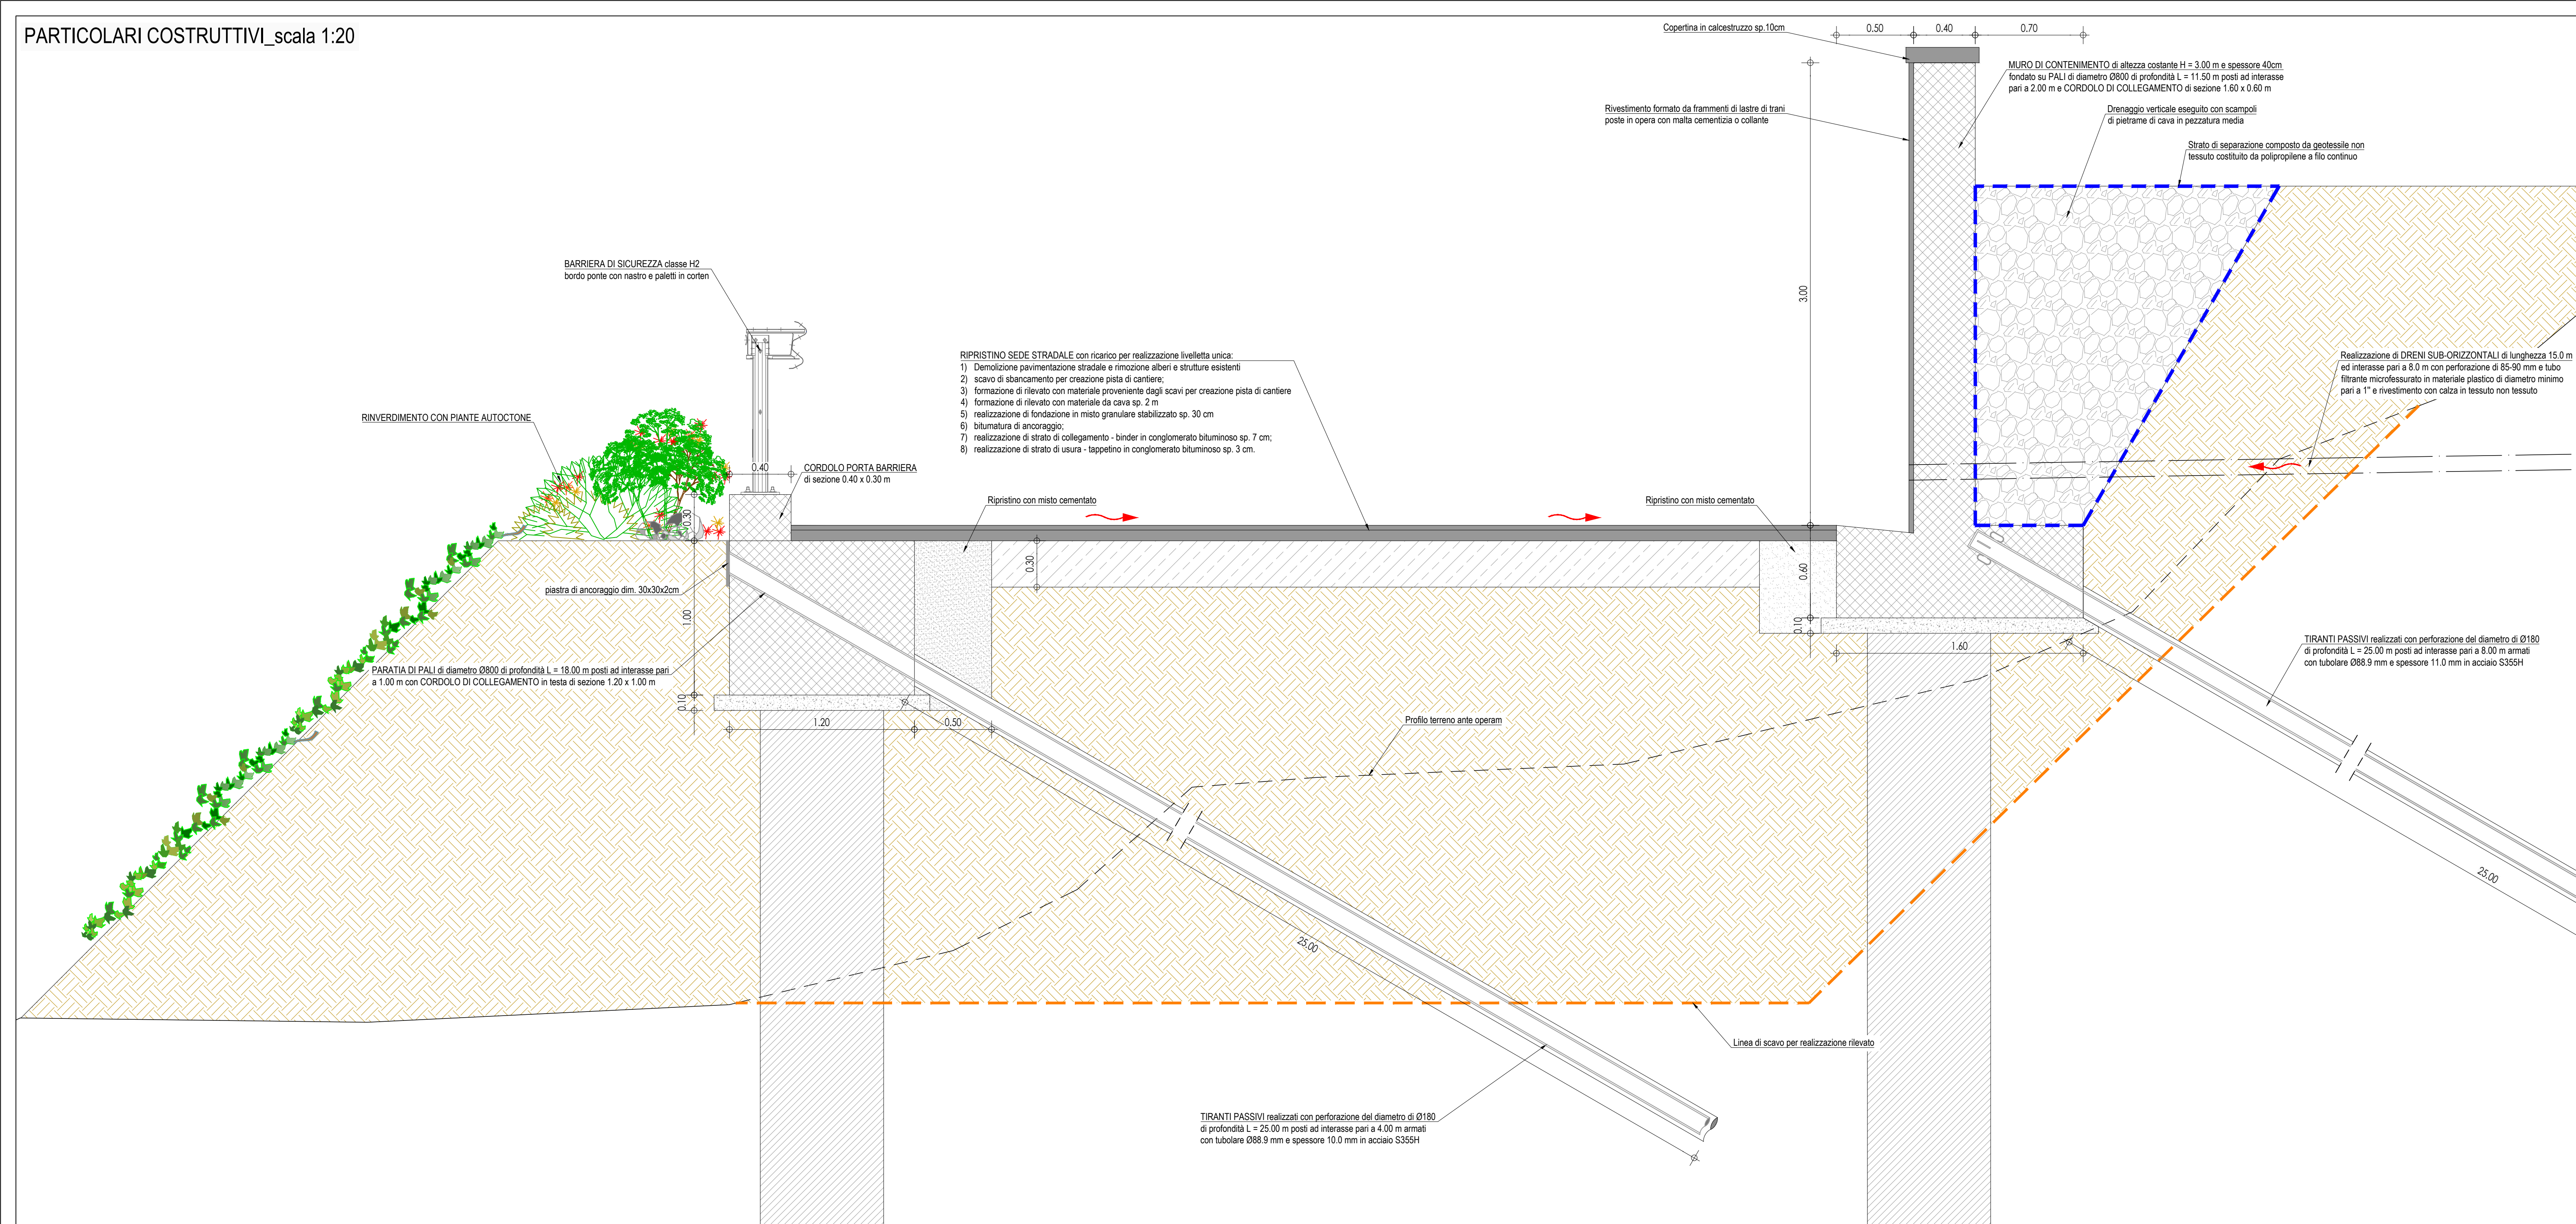 PARTICOLARI COSTRUTTIVI_scala 1:20
Copertina in calcestruzzo sp.10cm
0.50
0.40
0.70
MURO DI CONTENIMENTO di altezza costante H = 3.00 m e spessore 40cm
fondato su PALI di diametro Ø800 di profondità L = 11.50 m posti ad interasse
pari a 2.00 m e CORDOLO DI COLLEGAMENTO di sezione 1.60 x 0.60 m
Rivestimento formato da frammenti di lastre di trani
poste in opera con malta cementizia o collante
Drenaggio verticale eseguito con scampoli
di pietrame di cava in pezzatura media
Strato di separazione composto da geotessile non
tessuto costituito da polipropilene a filo continuo
3.00
BARRIERA DI SICUREZZA classe H2
bordo ponte con nastro e paletti in corten
RIPRISTINO SEDE STRADALE con ricarico per realizzazione livelletta unica:
1) Demolizione pavimentazione stradale e rimozione alberi e strutture esistenti
2) scavo di sbancamento per creazione pista di cantiere;
3) formazione di rilevato con materiale proveniente dagli scavi per creazione pista di cantiere
4) formazione di rilevato con materiale da cava sp. 2 m
5) realizzazione di fondazione in misto granulare stabilizzato sp. 30 cm
6) bitumatura di ancoraggio;
7) realizzazione di strato di collegamento - binder in conglomerato bituminoso sp. 7 cm;
8) realizzazione di strato di usura - tappetino in conglomerato bituminoso sp. 3 cm.
Realizzazione di DRENI SUB-ORIZZONTALI di lunghezza 15.0 m
ed interasse pari a 8.0 m con perforazione di 85-90 mm e tubo
filtrante microfessurato in materiale plastico di diametro minimo
pari a 1" e rivestimento con calza in tessuto non tessuto
RINVERDIMENTO CON PIANTE AUTOCTONE
0.40
CORDOLO PORTA BARRIERA
di sezione 0.40 x 0.30 m
Ripristino con misto cementato
Ripristino con misto cementato
0.30
0.30
0.60
piastra di ancoraggio dim. 30x30x2cm
1.00
0.10
1.60
TIRANTI PASSIVI realizzati con perforazione del diametro di Ø180
di profondità L = 25.00 m posti ad interasse pari a 8.00 m armati
con tubolare Ø88.9 mm e spessore 11.0 mm in acciaio S355H
PARATIA DI PALI di diametro Ø800 di profondità L = 18.00 m posti ad interasse pari
a 1.00 m con CORDOLO DI COLLEGAMENTO in testa di sezione 1.20 x 1.00 m
0.10
1.20
0.50
Profilo terreno ante operam
25.00
25.00
Linea di scavo per realizzazione rilevato
TIRANTI PASSIVI realizzati con perforazione del diametro di Ø180
di profondità L = 25.00 m posti ad interasse pari a 4.00 m armati
con tubolare Ø88.9 mm e spessore 10.0 mm in acciaio S355H